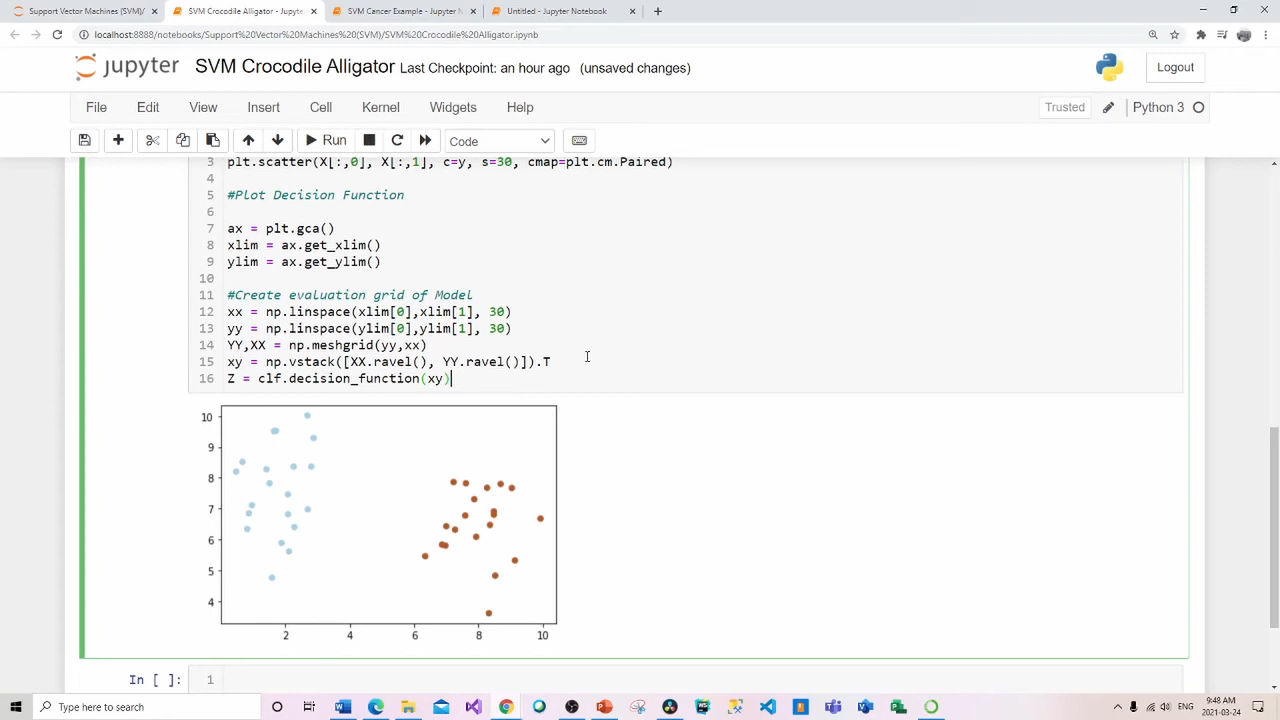 Support Vector Machines (SVM)/
SVM Crocodile Alligator - Jupyte
SVM Cancer Example - Jupyter N
Untitled - Jupyter Notebook
localhost:8888/notebooks/Support%20Vector%20Machines%20(SVM)/SVM%20Crocodile%20Alligator.ipynb
jupyter SVM Crocodile Alligator Last Checkpoint: an hour ago (unsaved changes)
Logout
File Edit View Insert Cell Kernel Widgets Help
Trusted
Python 3
Run
Code
3 plt.scatter(X[:,0], X[:,1], c=y, s=30, cmap=plt.cm.Paired)
4
5 #Plot Decision Function
6
7 ax = plt.gca()
8 xlim = ax.get_xlim()
9 ylim = ax.get_ylim()
10
11 #Create evaluation grid of Model
12 xx = np.linspace(xlim[0],xlim[1], 30)
13 yy = np.linspace(ylim[0],ylim[1], 30)
14 YY,XX = np.meshgrid(yy,xx)
15 xy = np.vstack([XX.ravel(), YY.ravel()]).T
16 Z = clf.decision_function(xy)
10
9
8
7
6
5
4
2 4 6 8 10
In [ ]: 1
Type here to search
9:48 AM
2021-03-24